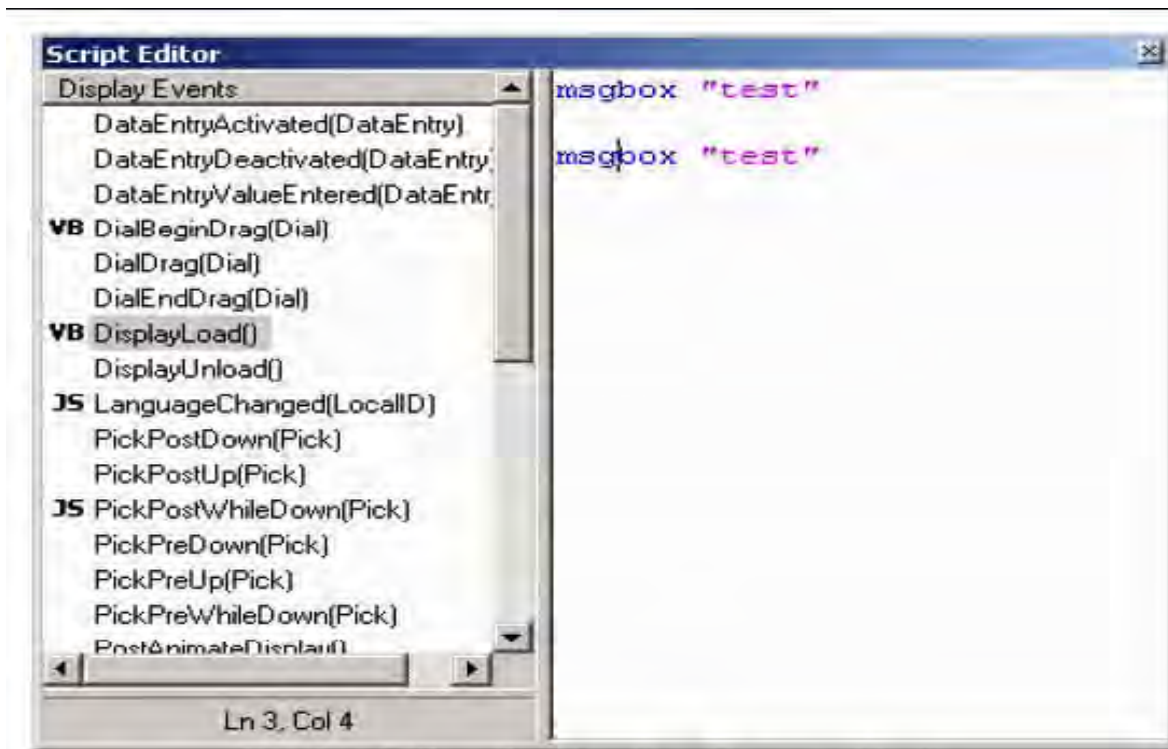 Script Editor
Display Events
DataEntryActivated(DataEntry)
DataEntryDeactivated(DataEntry)
DataEntryValueEntered(DataEntr
VB DialBeginDrag(Dial)
DialDrag(Dial)
DialEndDrag(Dial)
VB DisplayLoad()
DisplayUnload()
JS LanguageChanged(LocalID)
PickPostDown(Pick)
PickPostUp(Pick)
JS PickPostWhileDown(Pick)
PickPreDown(Pick)
PickPreUp(Pick)
PickPreWhileDown(Pick)
PostAnimateDisplay()
Ln 3, Col 4
msgbox "test"
msgbox "test"